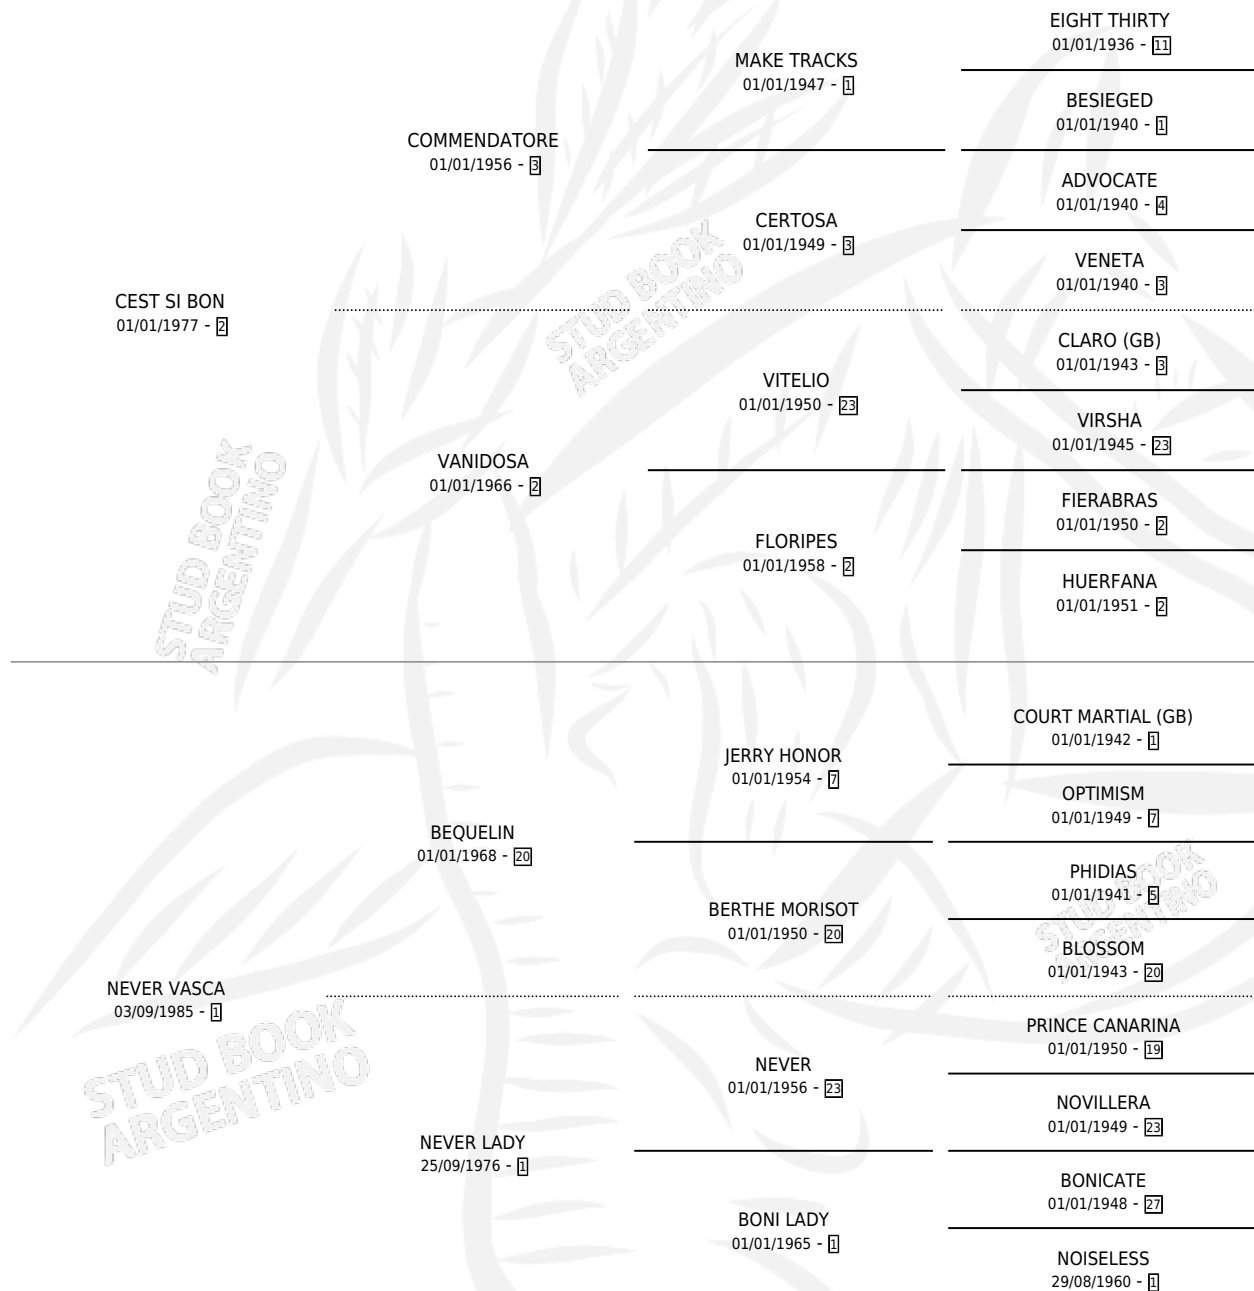 EIGHT THIRTY
01/01/1936 - 11
MAKE TRACKS
01/01/1947 - 1
BESIEGED
01/01/1940 - 1
COMMENDATORE
01/01/1956 - 3
ADVOCATE
01/01/1940 - 4
CERTOSA
01/01/1949 - 3
VENETA
01/01/1940 - 3
CEST SI BON
01/01/1977 - 2
CLARO (GB)
01/01/1943 - 3
VITELIO
01/01/1950 - 23
VIRSHA
01/01/1945 - 23
VANIDOSA
01/01/1966 - 2
FIERABRAS
01/01/1950 - 2
FLORIPES
01/01/1958 - 2
HUERFANA
01/01/1951 - 2
COURT MARTIAL (GB)
01/01/1942 - 1
JERRY HONOR
01/01/1954 - 7
OPTIMISM
01/01/1949 - 7
BEQUELIN
01/01/1968 - 20
PHIDIAS
01/01/1941 - 5
BERTHE MORISOT
01/01/1950 - 20
BLOSSOM
01/01/1943 - 20
NEVER VASCA
03/09/1985 - 1
PRINCE CANARINA
01/01/1950 - 19
NEVER
01/01/1956 - 23
NOVILLERA
01/01/1949 - 23
NEVER LADY
25/09/1976 - 1
BONICATE
01/01/1948 - 27
BONI LADY
01/01/1965 - 1
NOISELESS
29/08/1960 - 1
STUD BOOK
ARGENTINO
STUD BOOK
ARGENTINO
STUD BOOK
ARGENTINO
STUD BOOK
ARGENTINO